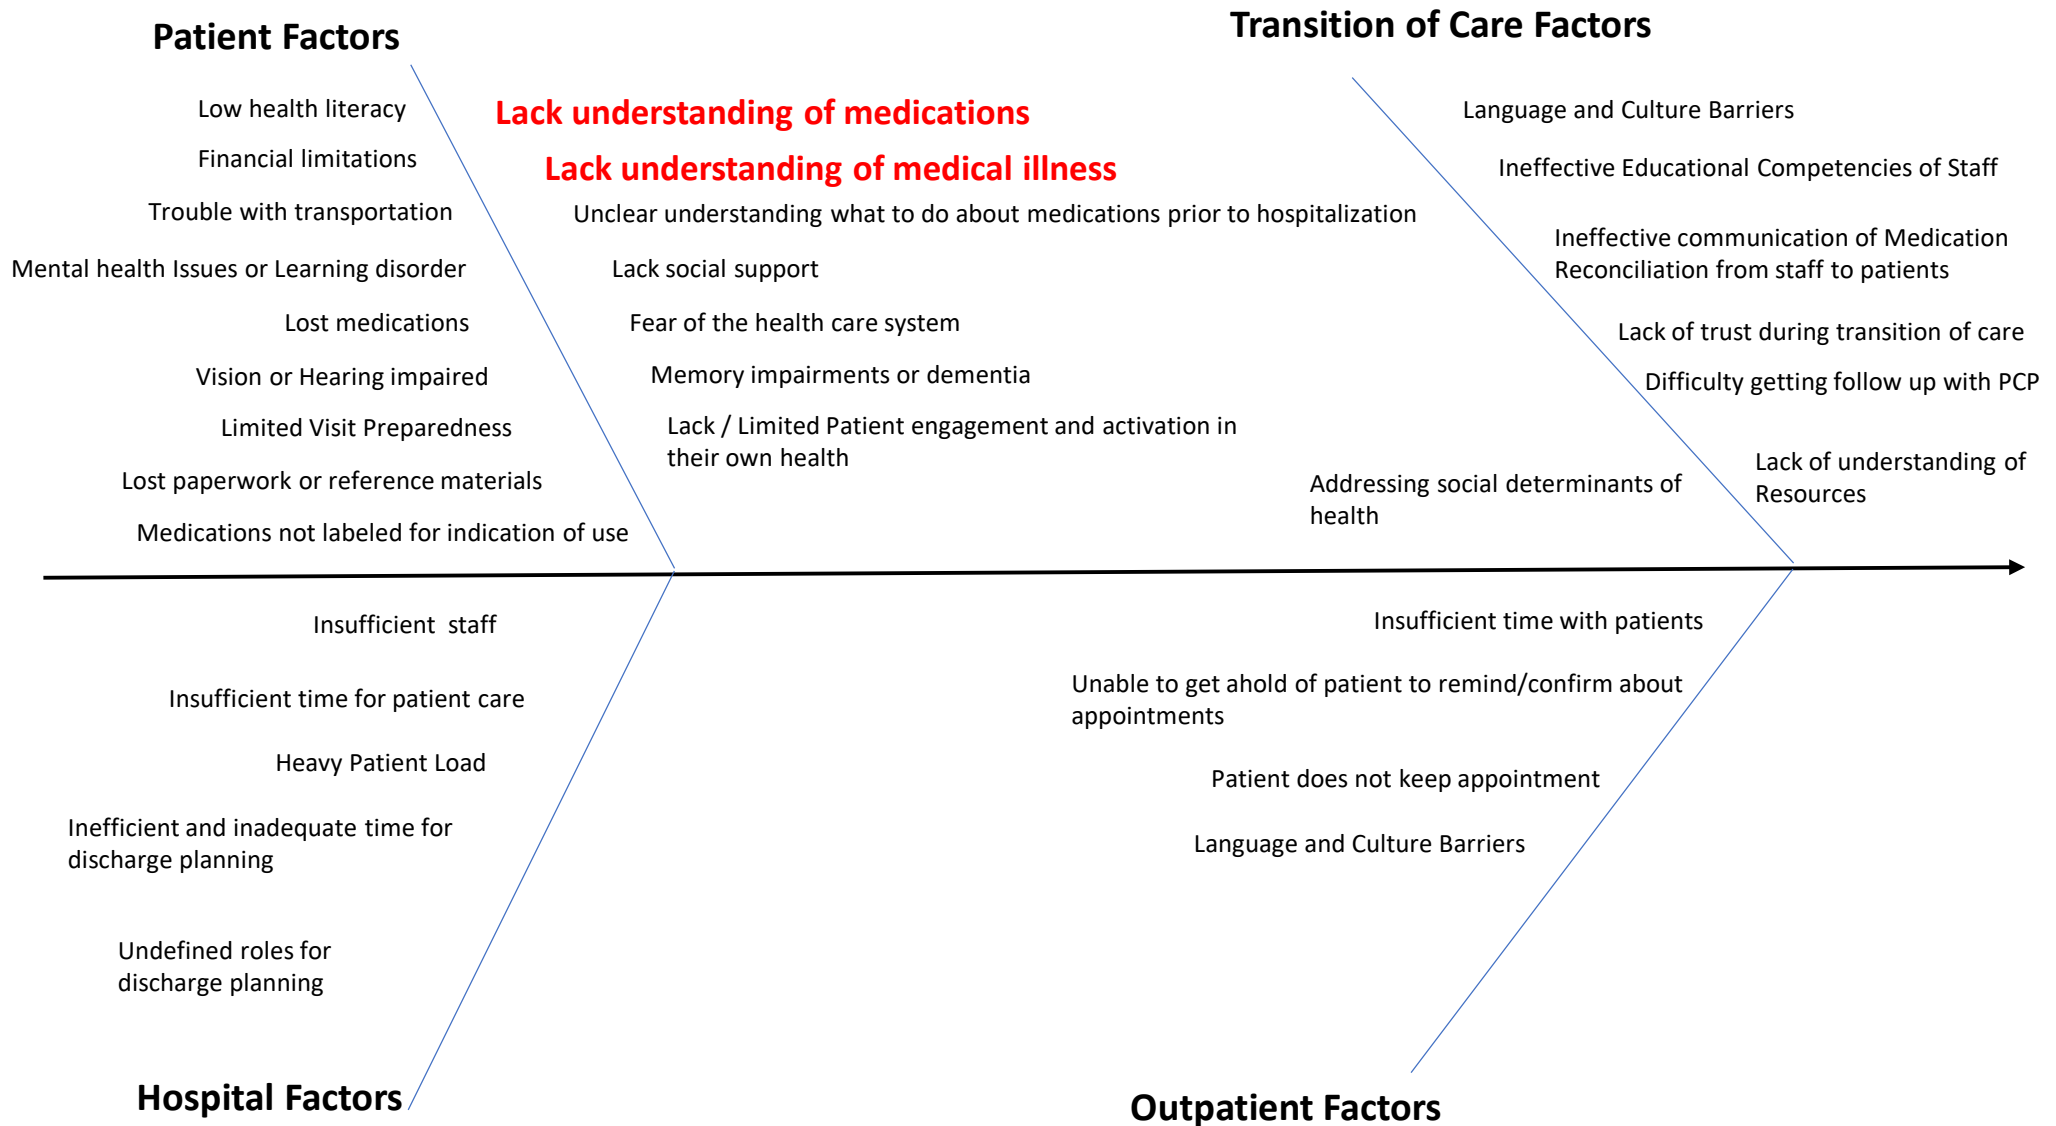 Patient Factors
Low health literacy
Financial limitations
Trouble with transportation
Mental health Issues or Learning disorder
Lost medications
Vision or Hearing impaired
Limited Visit Preparedness
Lost paperwork or reference materials
Medications not labeled for indication of use
Lack understanding of medications
Lack understanding of medical illness
Unclear understanding what to do about medications prior to hospitalization
Lack social support
Fear of the health care system
Memory impairments or dementia
Lack / Limited Patient engagement and activation in
their own health
Transition of Care Factors
Language and Culture Barriers
Ineffective Educational Competencies of Staff
Ineffective communication of Medication
Reconciliation from staff to patients
Lack of trust during transition of care
Difficulty getting follow up with PCP
Lack of understanding of
Resources
Addressing social determinants of
health
Insufficient  staff
Insufficient time for patient care
Heavy Patient Load
Inefficient and inadequate time for
discharge planning
Undefined roles for
discharge planning
Hospital Factors
Insufficient time with patients
Unable to get ahold of patient to remind/confirm about
appointments
Patient does not keep appointment
Language and Culture Barriers
Outpatient Factors